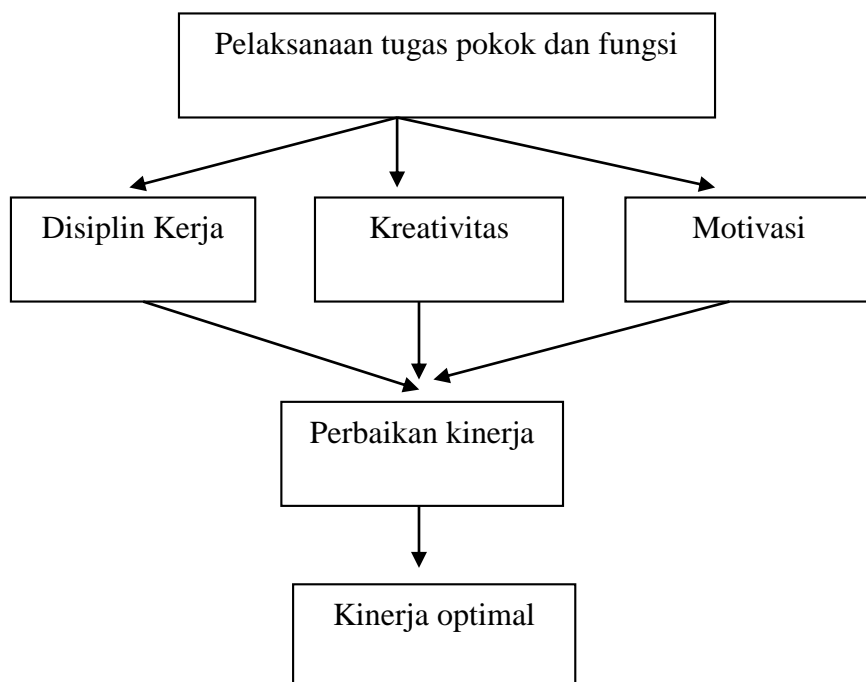 Pelaksanaan tugas pokok dan fungsi
Disiplin Kerja
Kreativitas
Motivasi
Perbaikan kinerja
Kinerja optimal